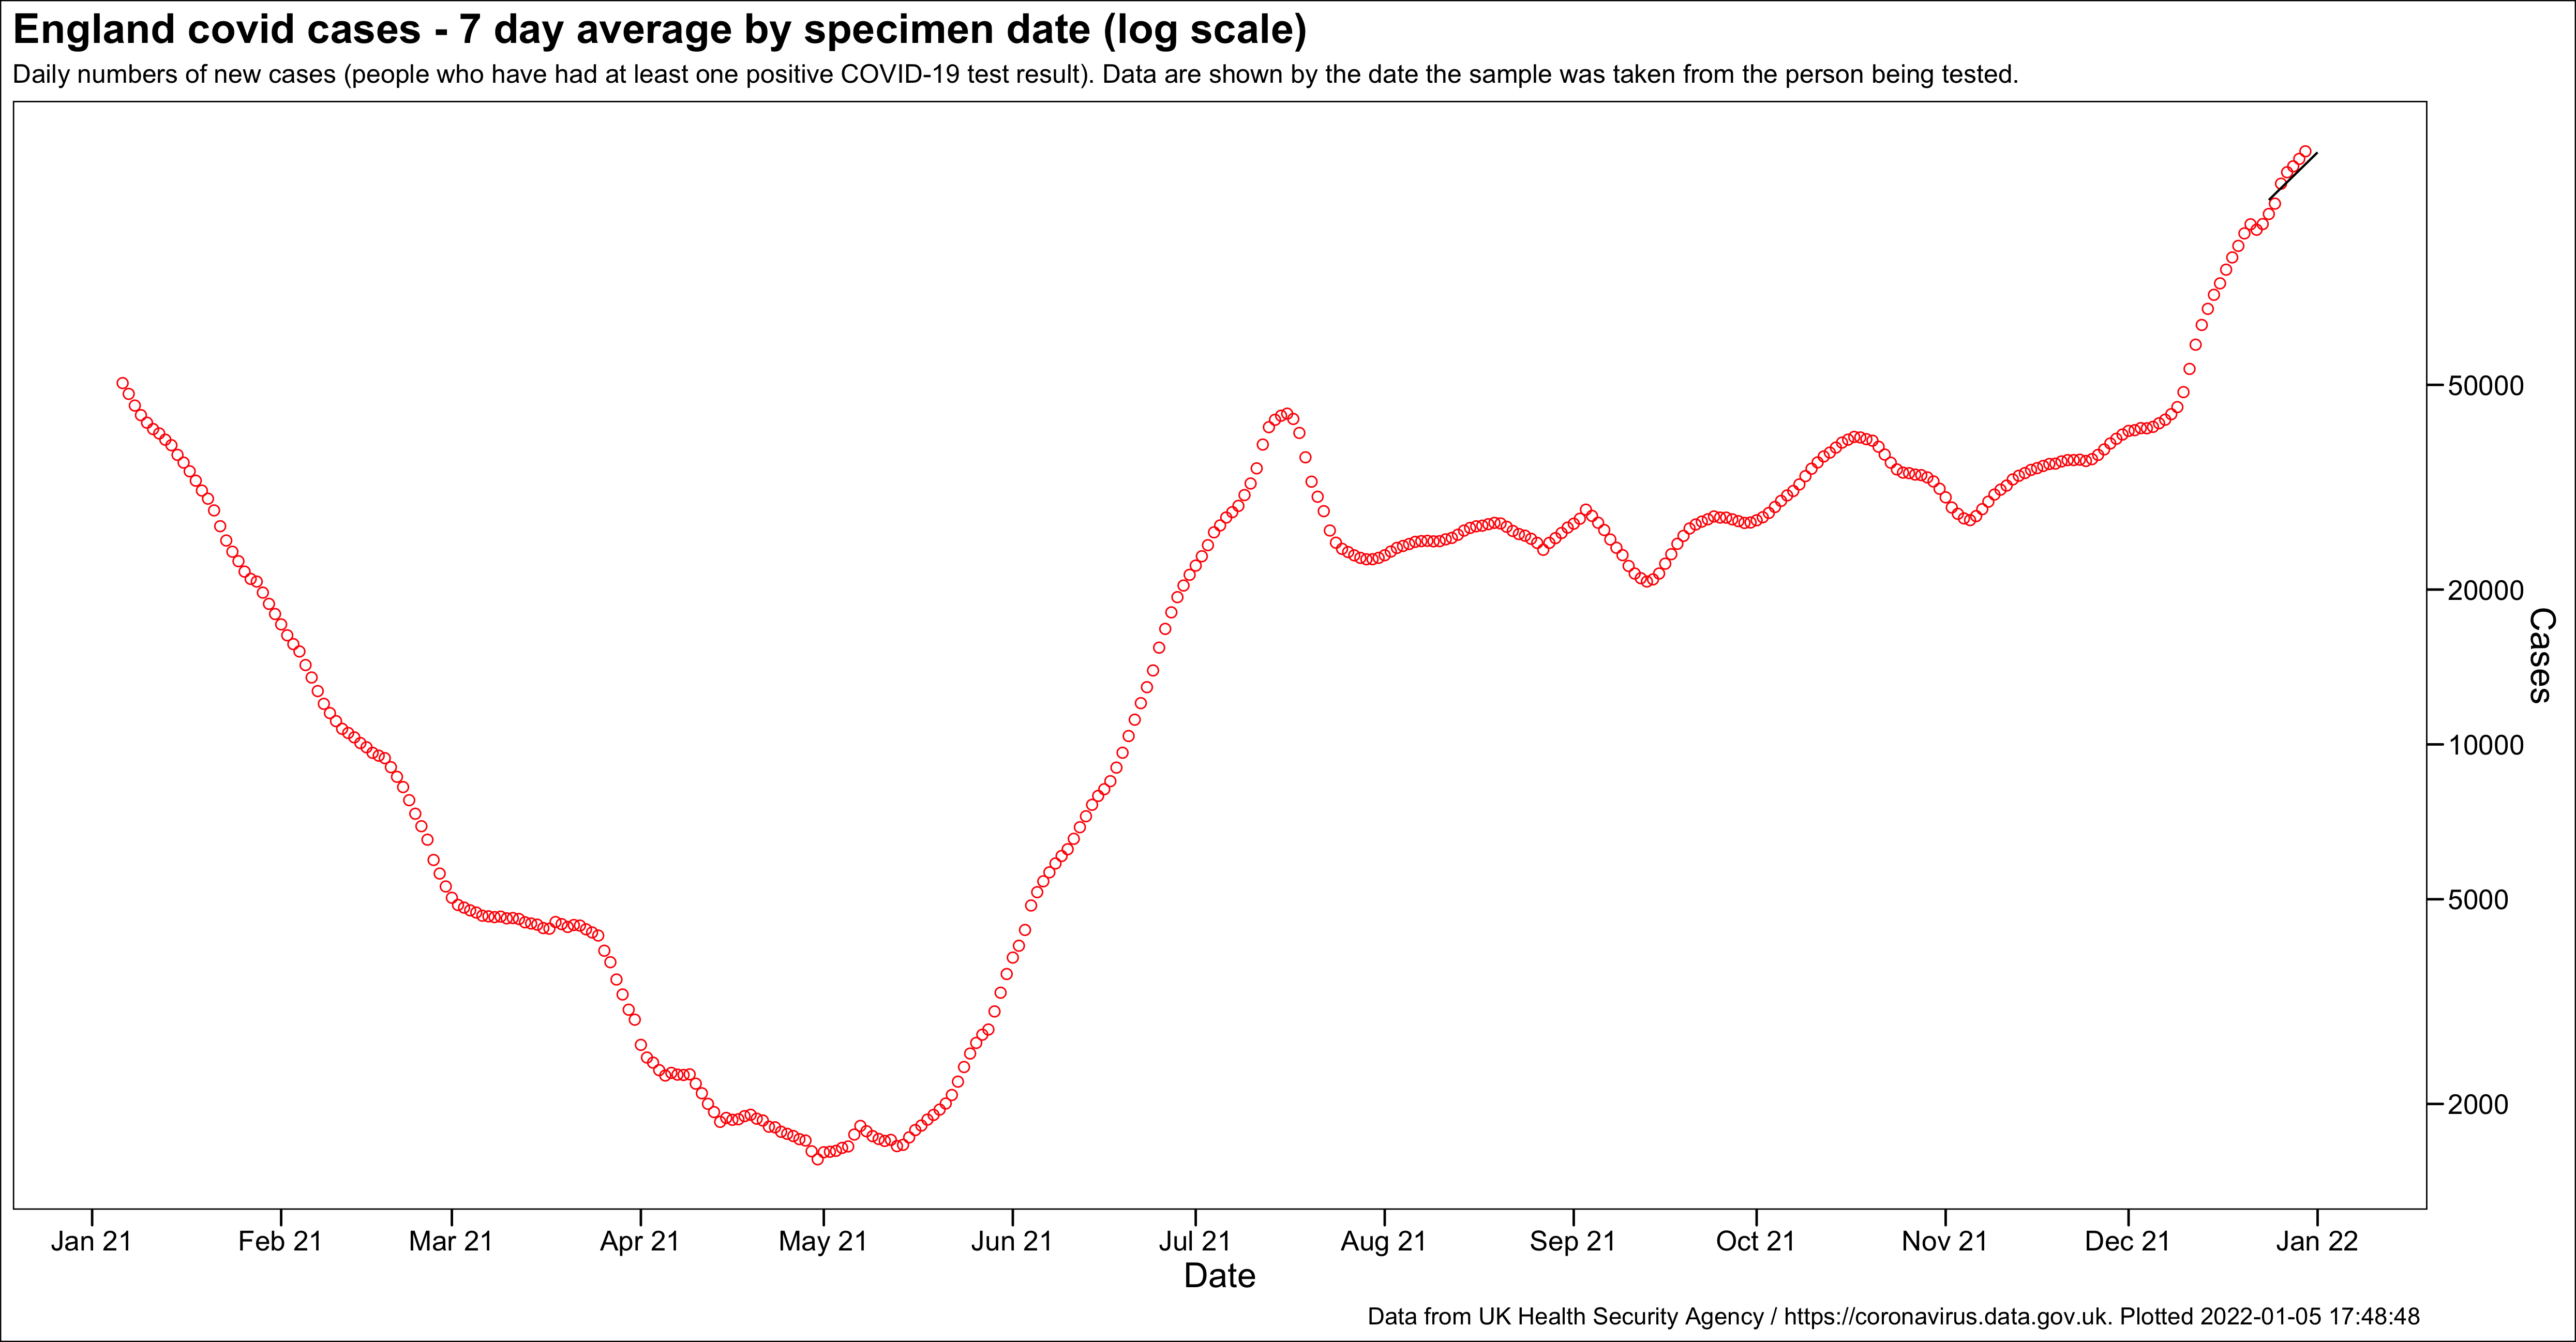 England covid cases - 7 day average by specimen date (log scale)
Daily numbers of new cases (people who have had at least one positive COVID-19 test result). Data are shown by the date the sample was taken from the person being tested.
50000
20000
10000
5000
2000
Cases
Jan 21 Feb 21 Mar 21 Apr 21 May 21 Jun 21 Jul 21 Aug 21 Sep 21 Oct 21 Nov 21 Dec 21 Jan 22
Date
Data from UK Health Security Agency / https://coronavirus.data.gov.uk. Plotted 2022-01-05 17:48:48